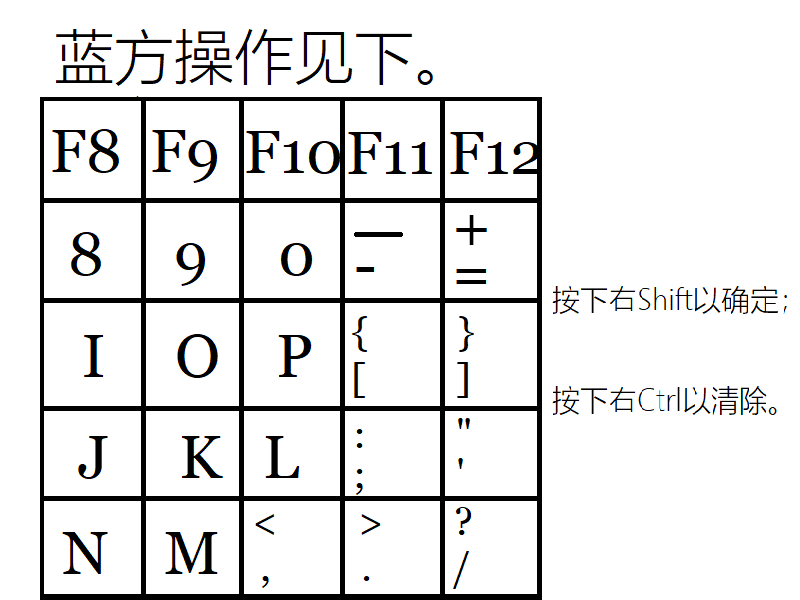 蓝方操作见下。
F8 F9 F10 F11 F12
8 9 0 — - + =
按下右Shift以确定；
I O P { [ } ]
按下右Ctrl以清除。
J K L : ; " '
N M < , > . ? /